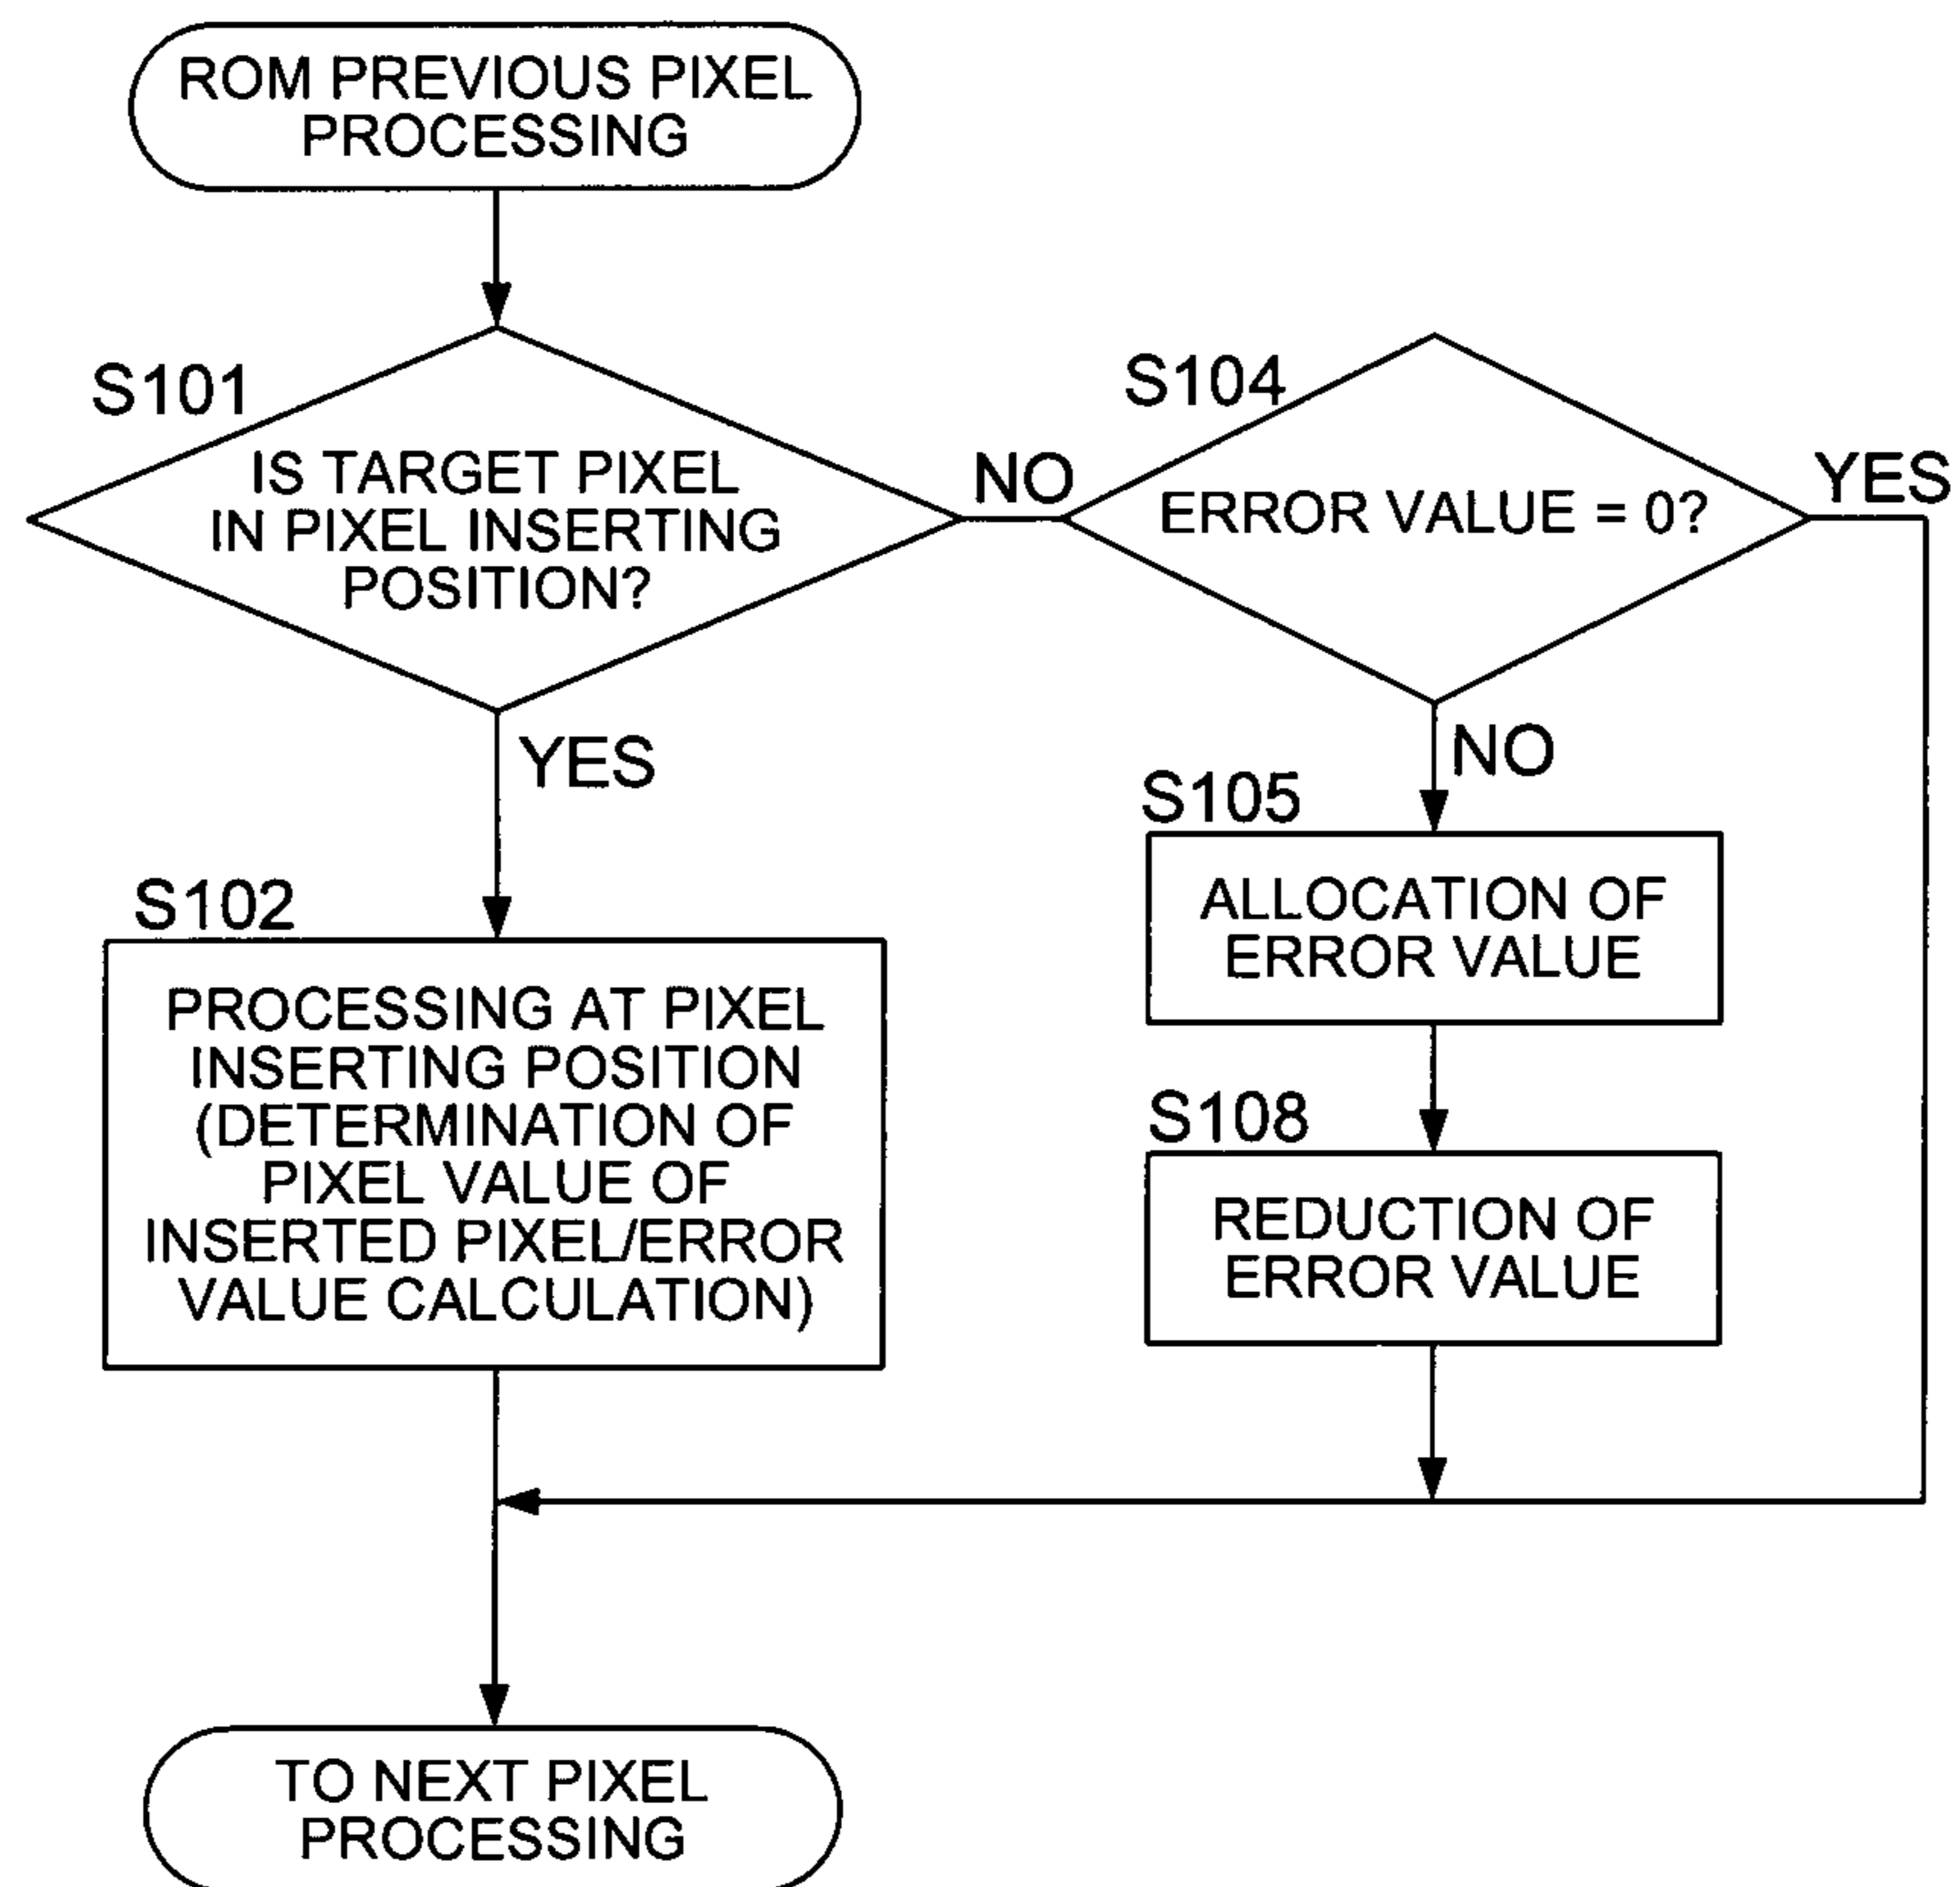 ROM PREVIOUS PIXEL
PROCESSING
S101
IS TARGET PIXEL
IN PIXEL INSERTING
POSITION?
NO
S104
ERROR VALUE = 0?
YES
YES
NO
S102
PROCESSING AT PIXEL
INSERTING POSITION
(DETERMINATION OF
PIXEL VALUE OF
INSERTED PIXEL/ERROR
VALUE CALCULATION)
S105
ALLOCATION OF
ERROR VALUE
S108
REDUCTION OF
ERROR VALUE
TO NEXT PIXEL
PROCESSING